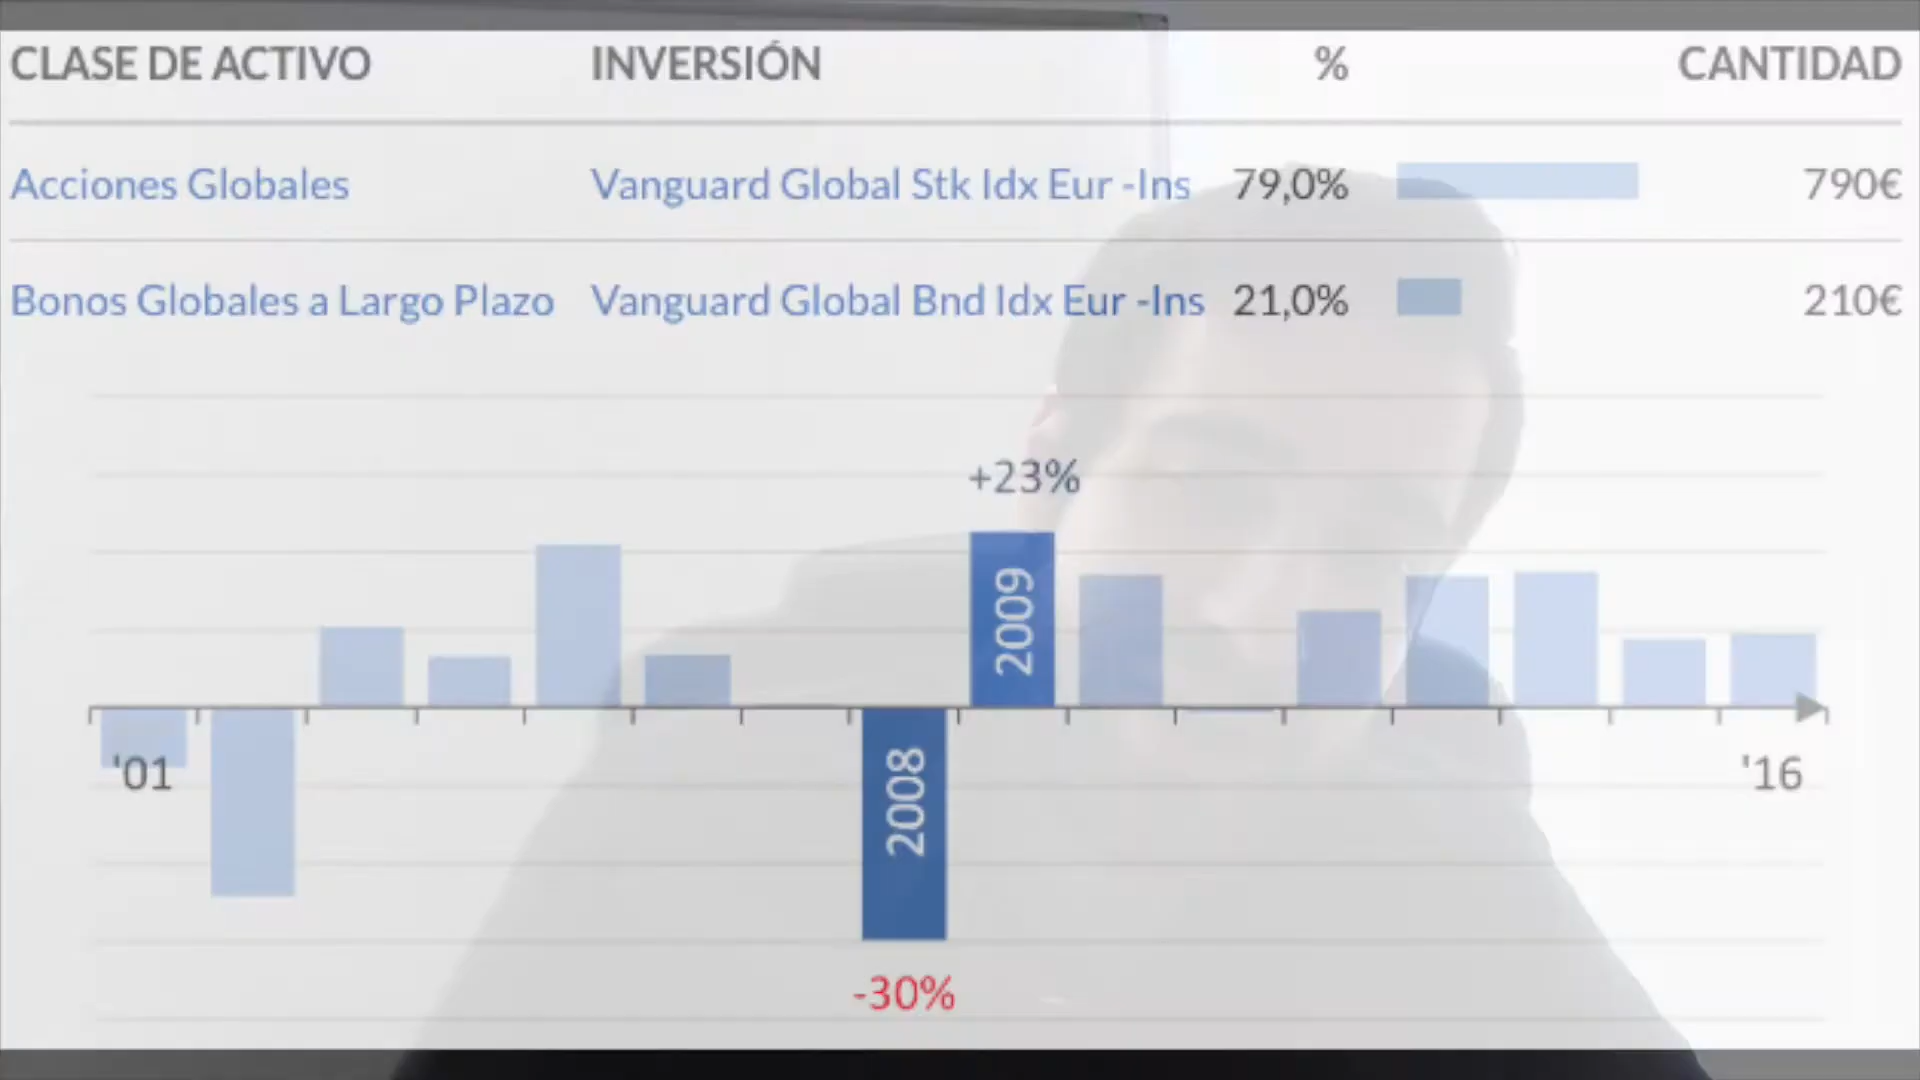 CLASE DE ACTIVO INVERSIÓN % CANTIDAD
Acciones Globales Vanguard Global Stk Idx Eur -Ins 79,0% 790€
Bonos Globales a Largo Plazo Vanguard Global Bnd Idx Eur -Ins 21,0% 210€
+23%
2009
2008
'01
'16
-30%